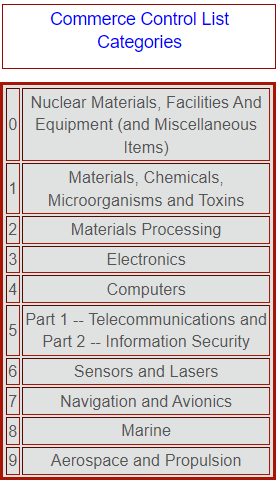 Commerce Control List
Categories
0 Nuclear Materials, Facilities And
Equipment (and Miscellaneous
Items)
1 Materials, Chemicals,
Microorganisms and Toxins
2 Materials Processing
3 Electronics
4 Computers
5 Part 1 -- Telecommunications and
Part 2 -- Information Security
6 Sensors and Lasers
7 Navigation and Avionics
8 Marine
9 Aerospace and Propulsion